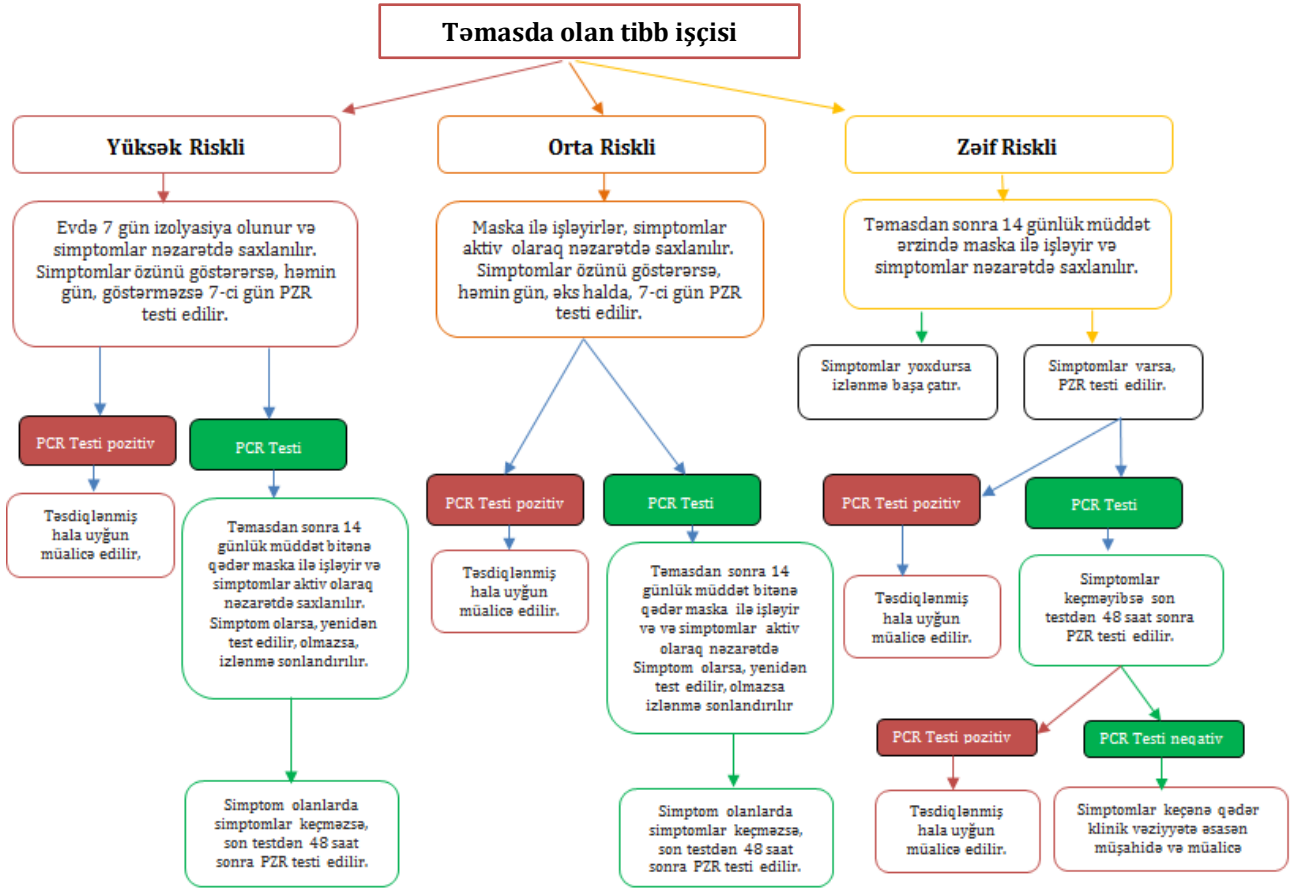 Təmasda olan tibb işçisi
Yüksək Riskli
Evdə 7 gün izolyasiya olunur və
simptomlar nəzarətdə saxlanılır.
Simptomlar özünü göstərərsə, həmin
gün, göstərməzsə 7-ci gün PZR
testi edilir.
PCR Testi pozitiv
Təsdiqlənmiş
hala uyğun
müalicə edilir,
PCR Testi
Təmasdan sonra 14
günlük müddət bitənə
qədər maska ilə işləyir və
simptomlar aktiv olaraq
nəzarətdə saxlanılır.
Simptom olarsa, yenidən
test edilir, olmazsa,
izlənmə sonlandırılır.
Simptom olanlarda
simptomlar keçməzsə,
son testdən 48 saat
sonra PZR testi edilir.
Orta Riskli
Maska ilə işləyirlər, simptomlar
aktiv olaraq nəzarətdə saxlanılır.
Simptomlar özünü göstərərsə,
həmin gün, əks halda, 7-ci gün PZR
testi edilir.
PCR Testi pozitiv
Təsdiqlənmiş
hala uyğun
müalicə edilir.
PCR Testi
Təmasdan sonra 14
günlük müddət bitənə
qədər maska ilə işləyir
və və simptomlar aktiv
olaraq nəzarətdə
Simptom olarsa, yenidən
test edilir, olmazsa
izlənmə sonlandırılır
Simptom olanlarda
simptomlar keçməzsə,
son testdən 48 saat
sonra PZR testi edilir.
Zəif Riskli
Təmasdan sonra 14 günlük müddət
ərzində maska ilə işləyir və
simptomlar nəzarətdə saxlanılır.
Simptomlar yoxdursa
izlənmə başa çatır.
Simptomlar varsa,
PZR testi edilir.
PCR Testi pozitiv
Təsdiqlənmiş
hala uyğun
müalicə edilir.
PCR Testi
Simptomlar
keçməyibsə son
testdən 48 saat sonra
PZR testi edilir.
PCR Testi pozitiv
Təsdiqlənmiş
hala uyğun
müalicə edilir.
PCR Testi neqativ
Simptomlar keçənə qədər
klinik vəziyyətə əsasən
müşahidə və müalicə